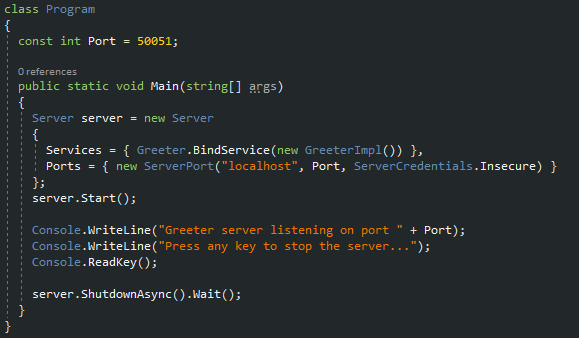 class Program
{
const int Port = 50051;
0 references
public static void Main(string[] args)
{
Server server = new Server
{
Services = { Greeter.BindService(new GreeterImpl()) },
Ports = { new ServerPort("localhost", Port, ServerCredentials.Insecure) }
};
server.Start();
Console.WriteLine("Greeter server listening on port " + Port);
Console.WriteLine("Press any key to stop the server...");
Console.ReadKey();
server.ShutdownAsync().Wait();
}
}